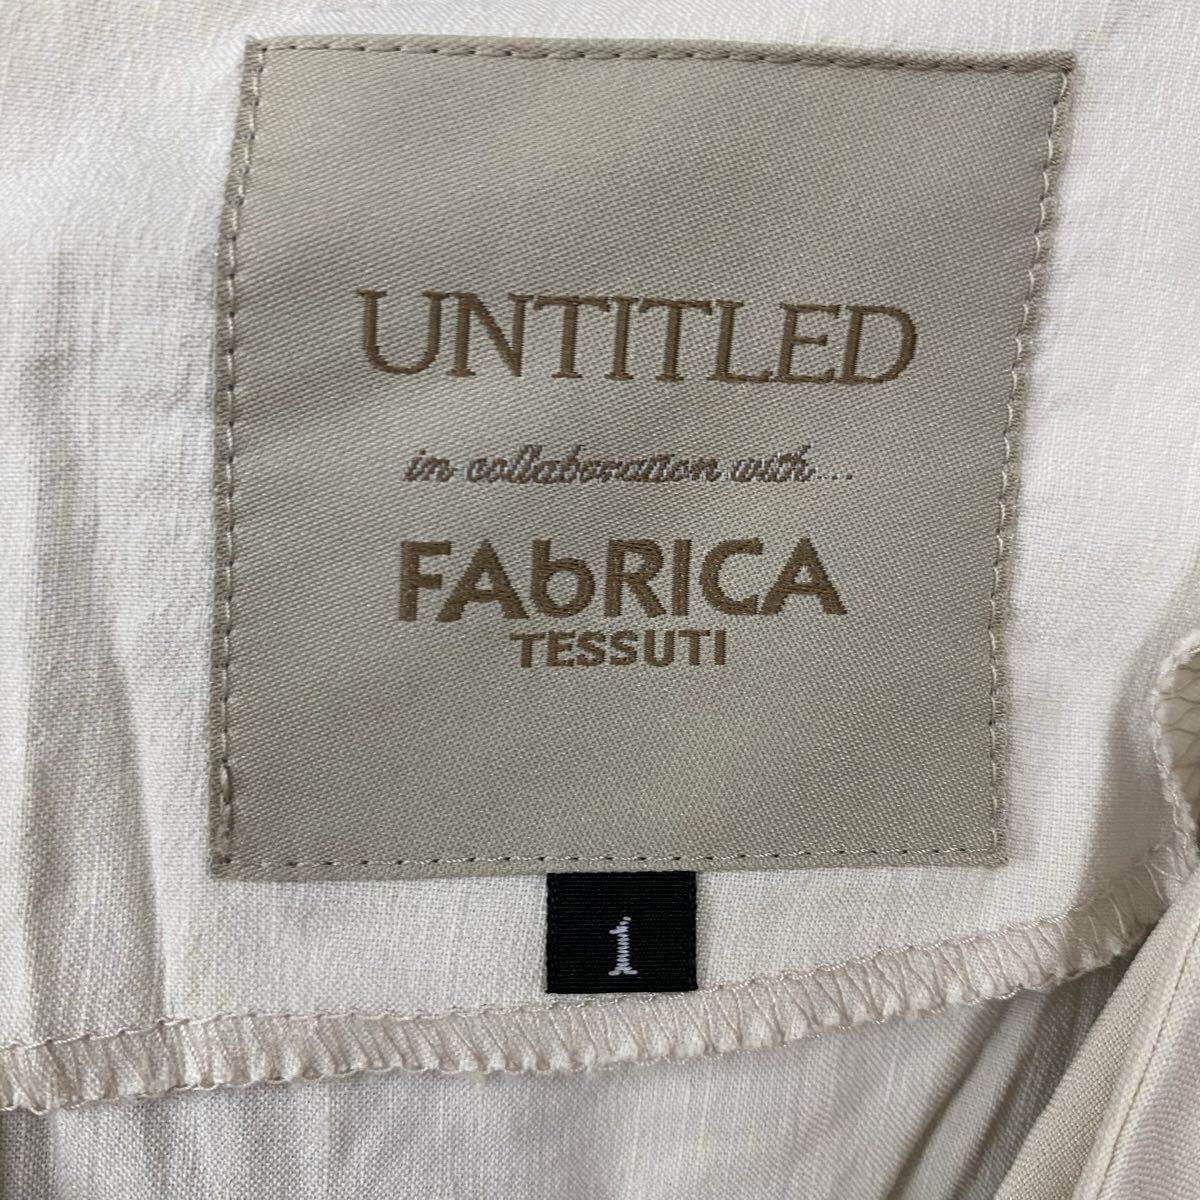 UNTITLED
in collaboration with...
FAbRICA
TESSUTI
1